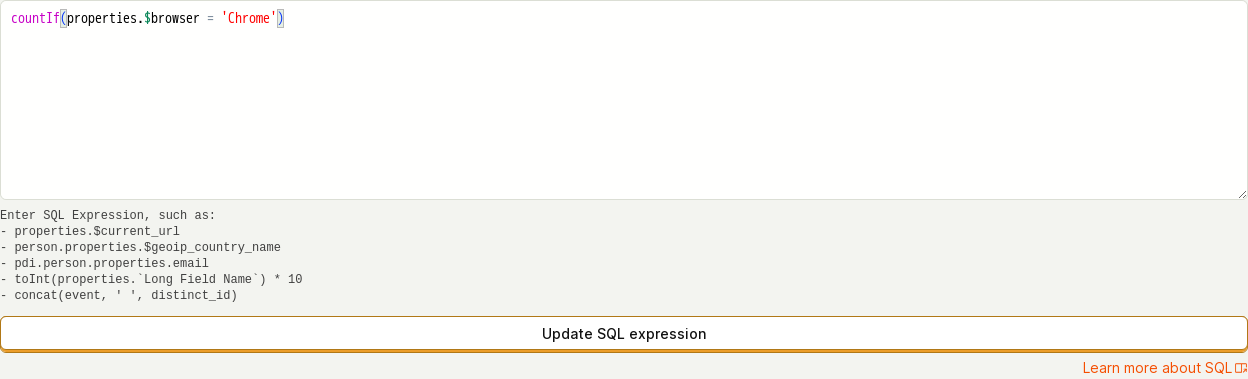 countIf(properties.$browser = 'Chrome')
Enter SQL Expression, such as:
- properties.$current_url
- person.properties.$geoip_country_name
- pdi.person.properties.email
- toInt(properties.`Long Field Name`) * 10
- concat(event, ' ', distinct_id)
Update SQL expression
Learn more about SQL